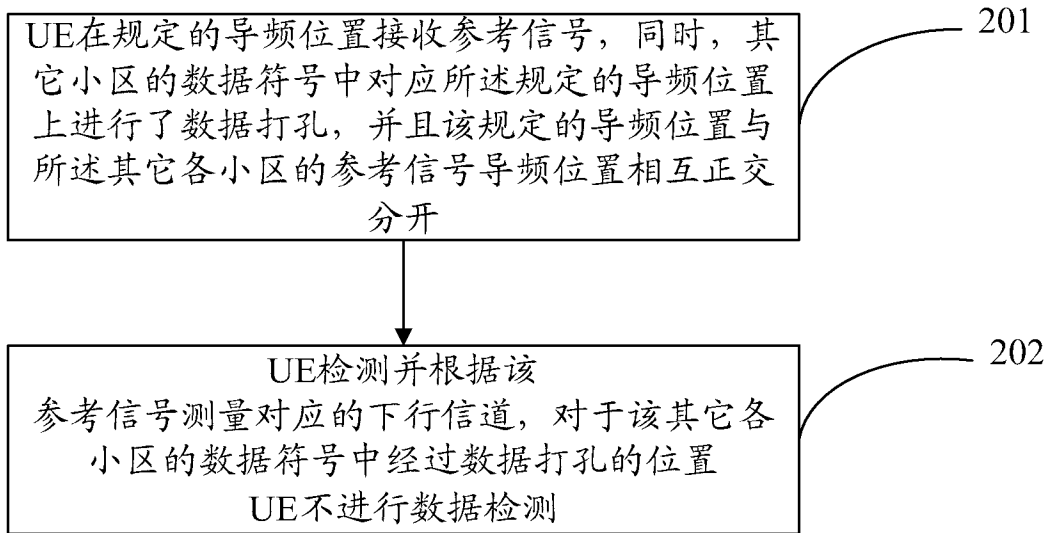 UE在规定的导频位置接收参考信号，同时，其
它小区的数据符号中对应所述规定的导频位置
上进行了数据打孔，并且该规定的导频位置与
所述其它各小区的参考信号导频位置相互正交
分开
201
UE检测并根据该
参考信号测量对应的下行信道，对于该其它各
小区的数据符号中经过数据打孔的位置
UE不进行数据检测
202